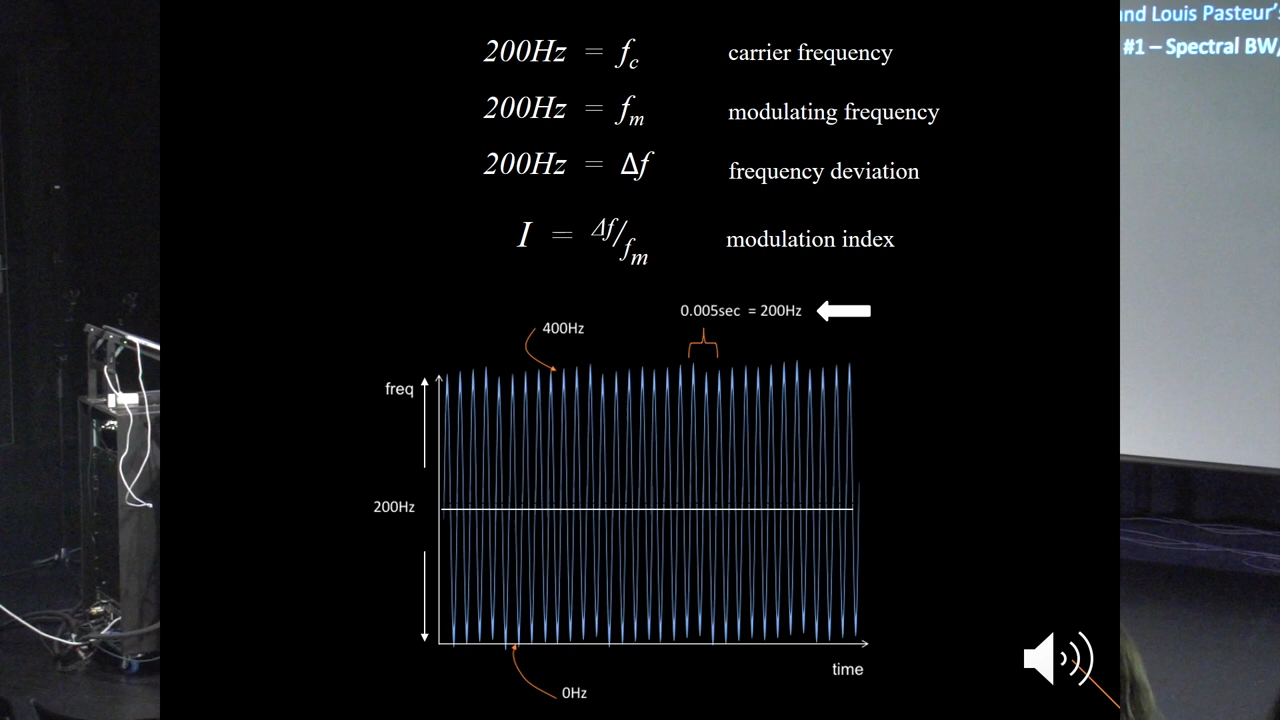 200Hz = fc carrier frequency
200Hz = fm modulating frequency
200Hz = Δf frequency deviation
I = Δf/fm modulation index
0.005sec = 200Hz
400Hz
freq
200Hz
time
0Hz
and Louis Pasteur's
#1 – Spectral BW